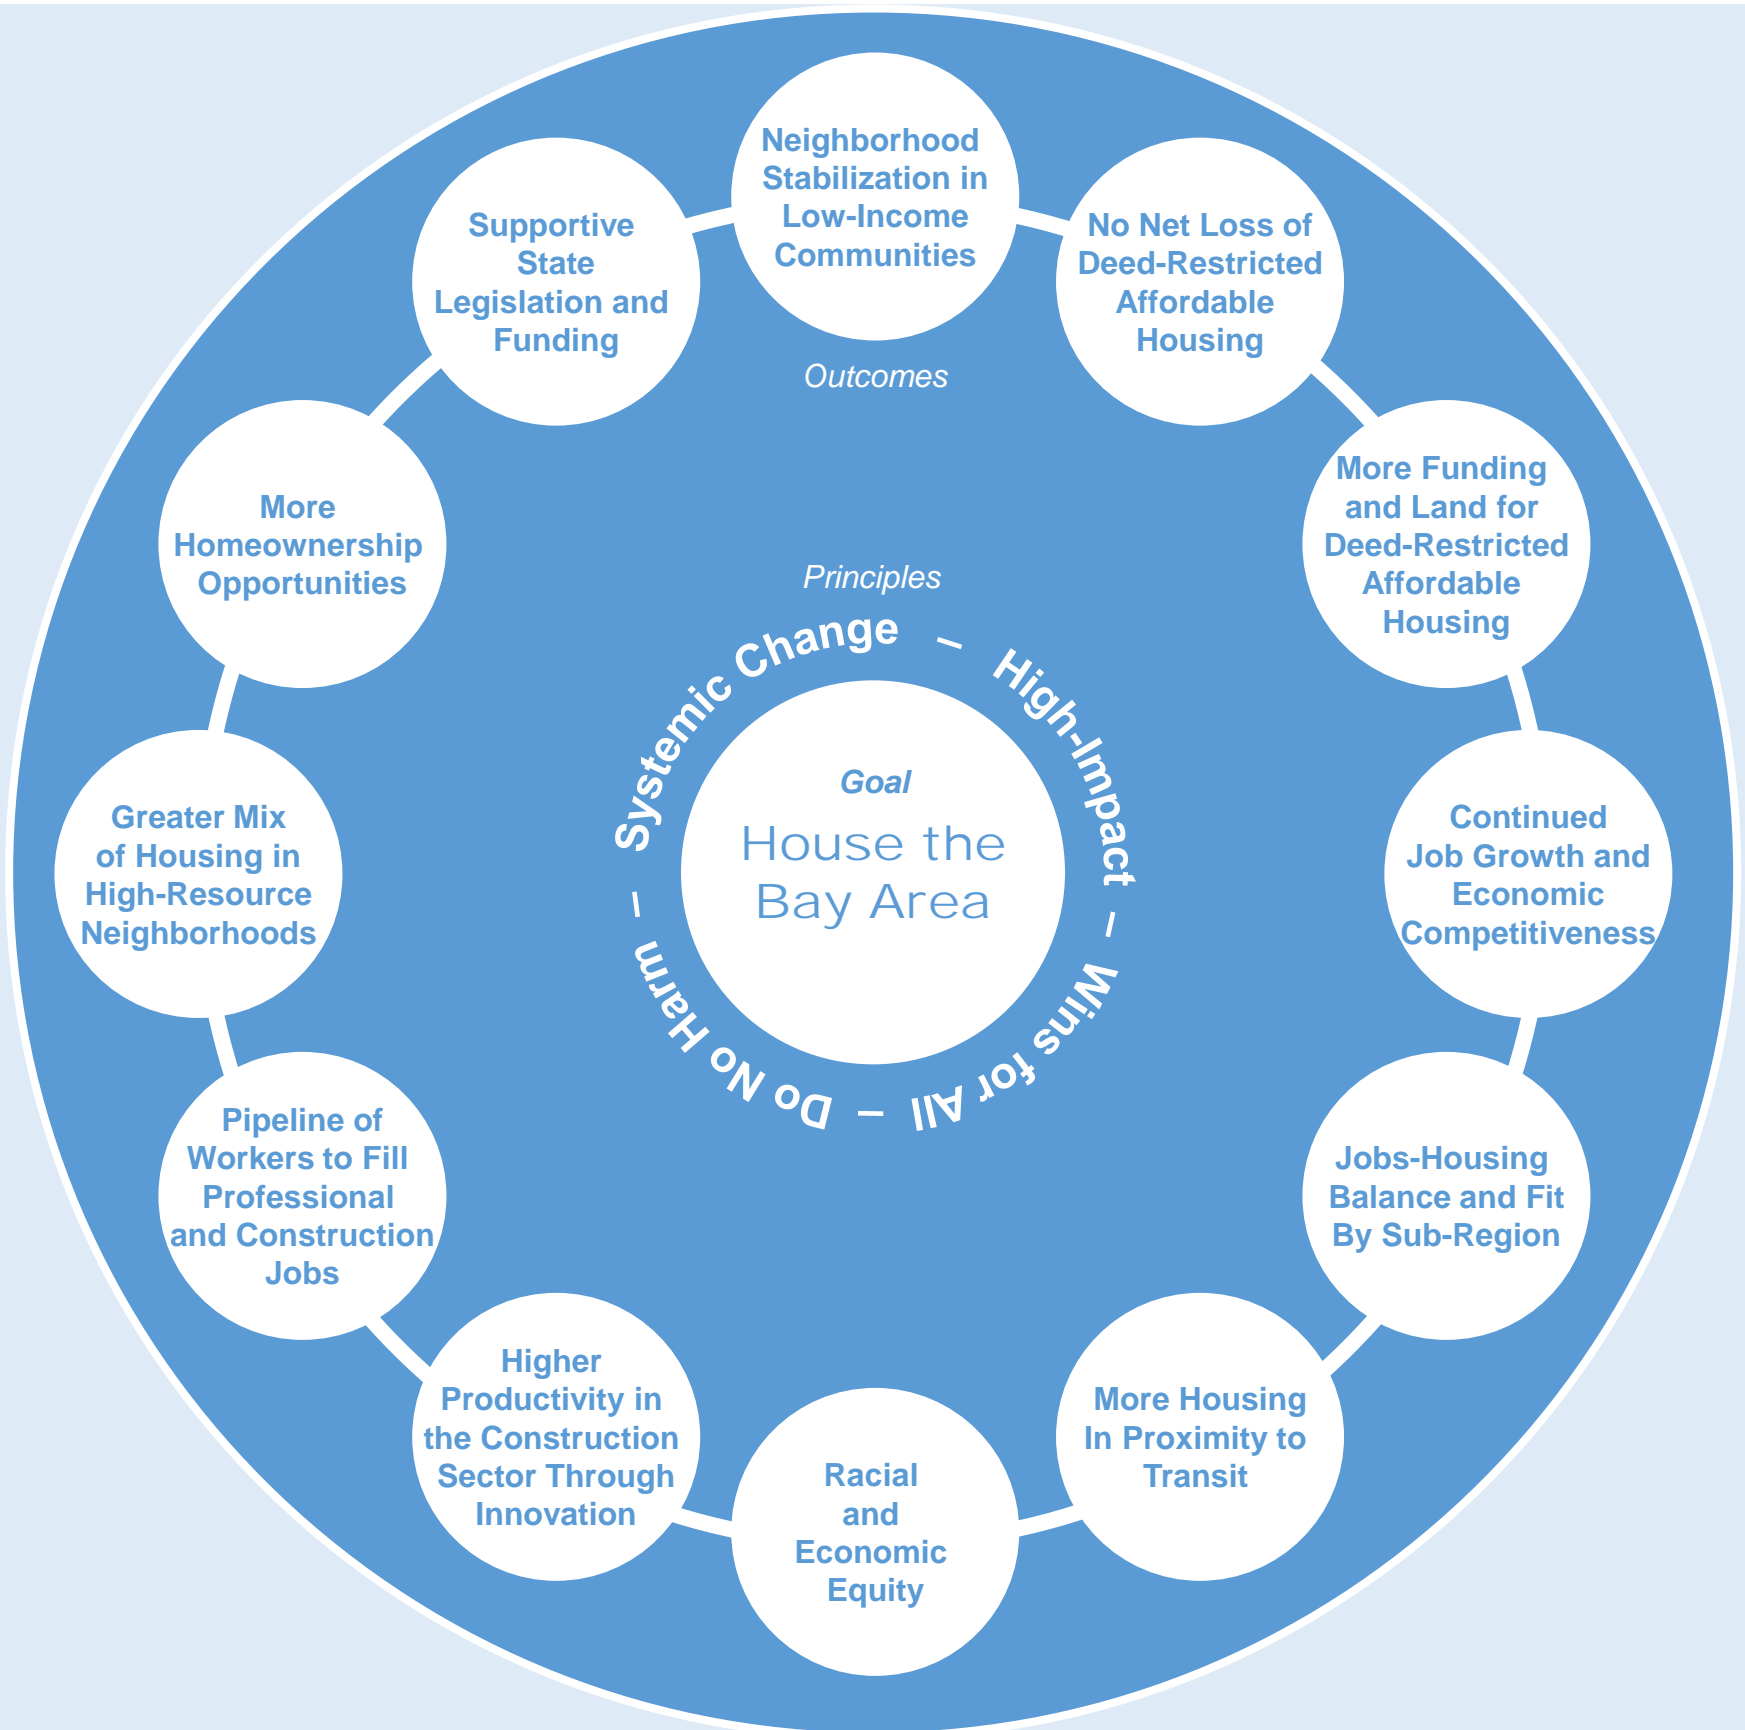 Neighborhood
Stabilization in
Low-Income
Communities
No Net Loss of
Deed-Restricted
Affordable
Housing
More Funding
and Land for
Deed-Restricted
Affordable
Housing
Continued
Job Growth and
Economic
Competitiveness
Jobs-Housing
Balance and Fit
By Sub-Region
More Housing
In Proximity to
Transit
Racial
and
Economic
Equity
Higher
Productivity in
the Construction
Sector Through
Innovation
Pipeline of
Workers to Fill
Professional
and Construction
Jobs
Greater Mix
of Housing in
High-Resource
Neighborhoods
More
Homeownership
Opportunities
Supportive
State
Legislation and
Funding
Outcomes
Principles
Systemic Change – High-Impact – Wins for All – Do No Harm –
Goal
House the
Bay Area